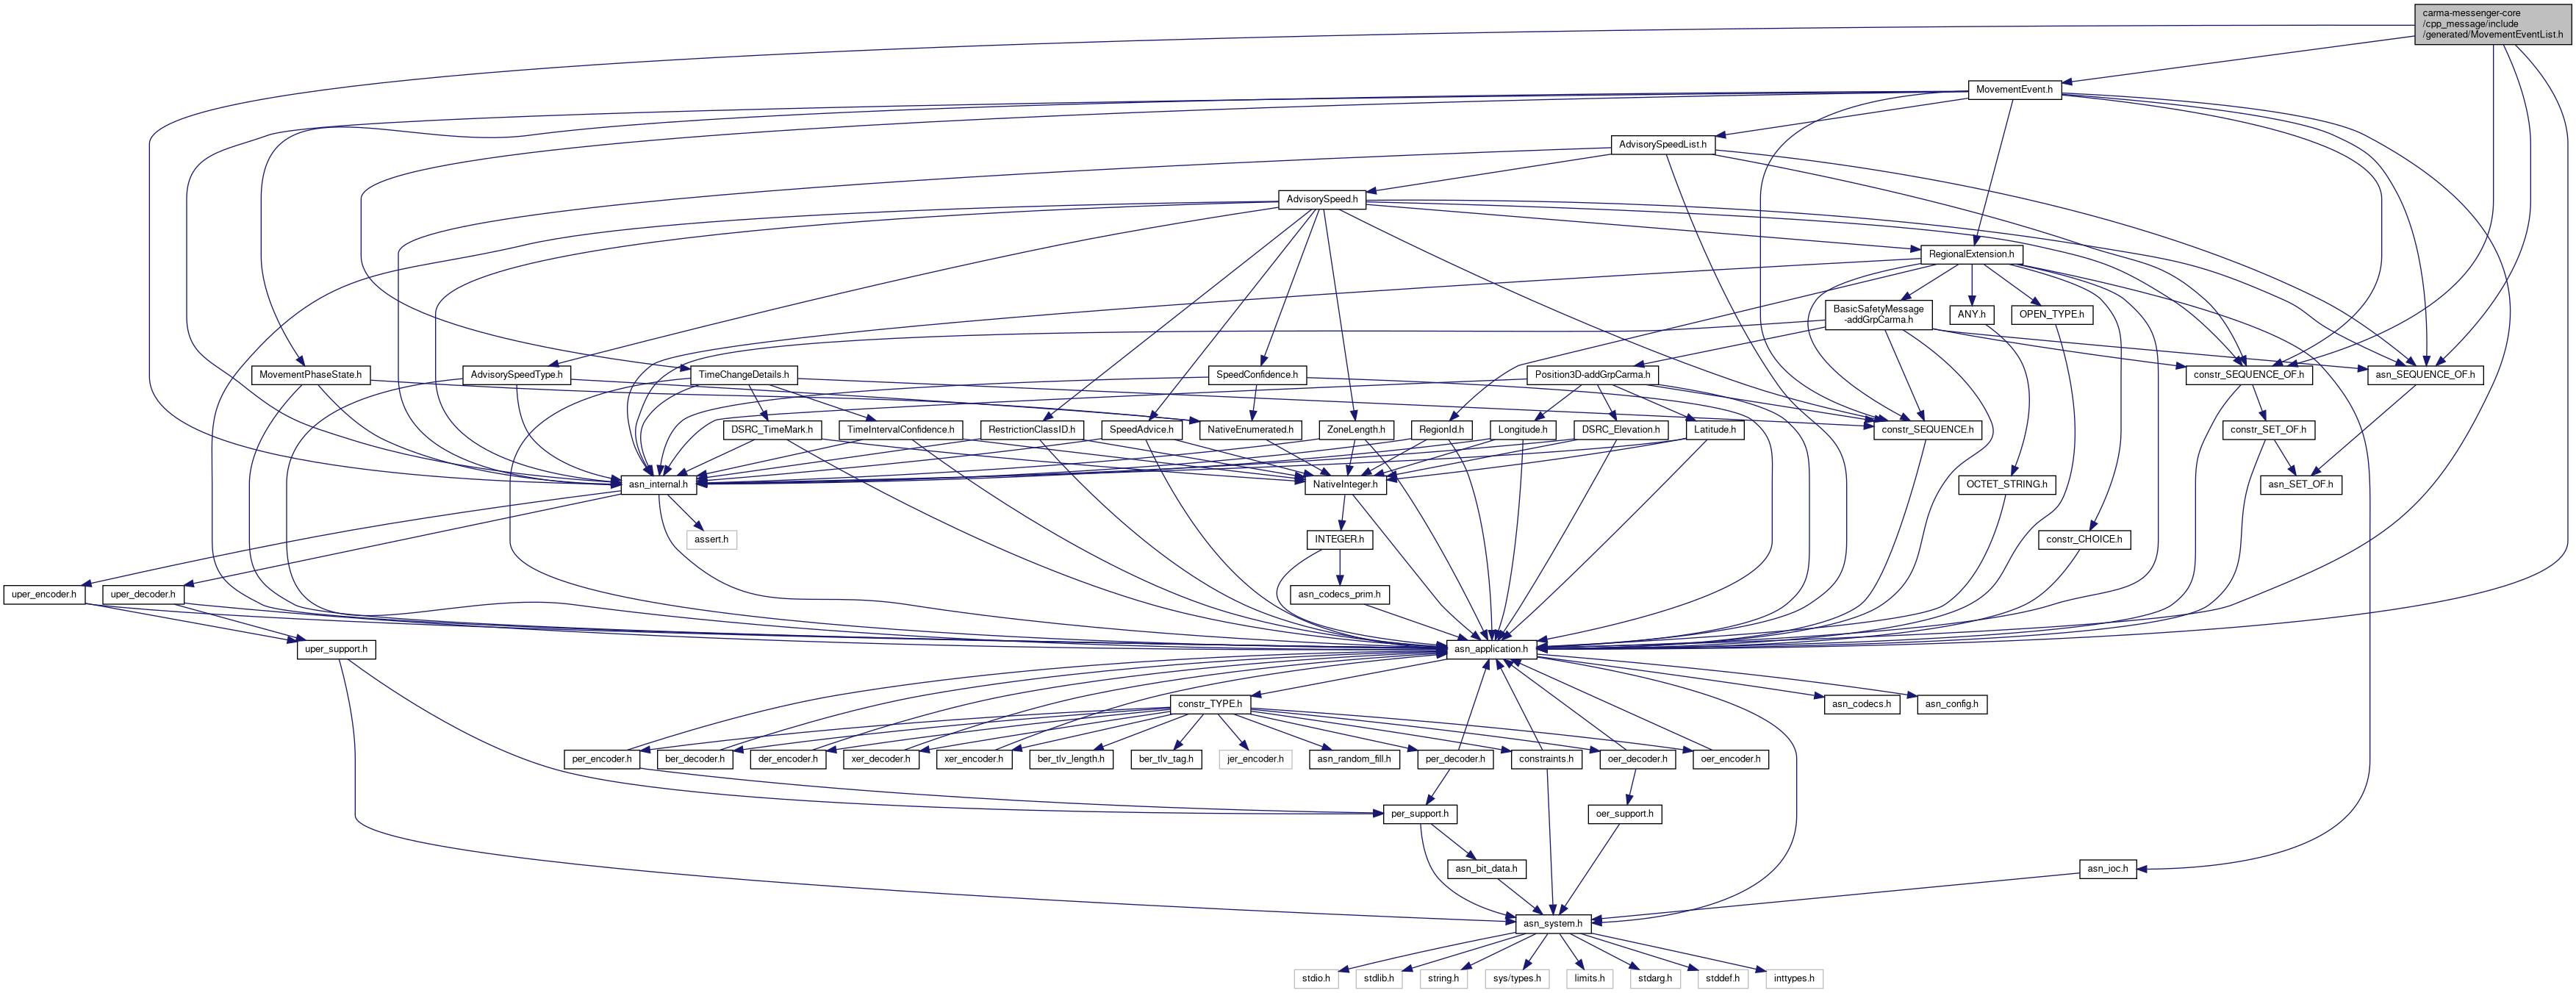 carma-messenger-core
/cpp_message/include
/generated/MovementEventList.h
MovementEvent.h
AdvisorySpeedList.h
AdvisorySpeed.h
RegionalExtension.h
BasicSafetyMessage
-addGrpCarma.h
ANY.h
OPEN_TYPE.h
MovementPhaseState.h
AdvisorySpeedType.h
TimeChangeDetails.h
SpeedConfidence.h
Position3D-addGrpCarma.h
constr_SEQUENCE_OF.h
asn_SEQUENCE_OF.h
DSRC_TimeMark.h
TimeIntervalConfidence.h
RestrictionClassID.h
SpeedAdvice.h
NativeEnumerated.h
ZoneLength.h
RegionId.h
Longitude.h
DSRC_Elevation.h
Latitude.h
constr_SEQUENCE.h
constr_SET_OF.h
asn_internal.h
NativeInteger.h
OCTET_STRING.h
asn_SET_OF.h
assert.h
INTEGER.h
constr_CHOICE.h
uper_encoder.h
uper_decoder.h
asn_codecs_prim.h
uper_support.h
asn_application.h
constr_TYPE.h
asn_codecs.h
asn_config.h
per_encoder.h
ber_decoder.h
der_encoder.h
xer_decoder.h
xer_encoder.h
ber_tlv_length.h
ber_tlv_tag.h
jer_encoder.h
asn_random_fill.h
per_decoder.h
constraints.h
oer_decoder.h
oer_encoder.h
per_support.h
oer_support.h
asn_bit_data.h
asn_ioc.h
asn_system.h
stdio.h
stdlib.h
string.h
sys/types.h
limits.h
stdarg.h
stddef.h
inttypes.h